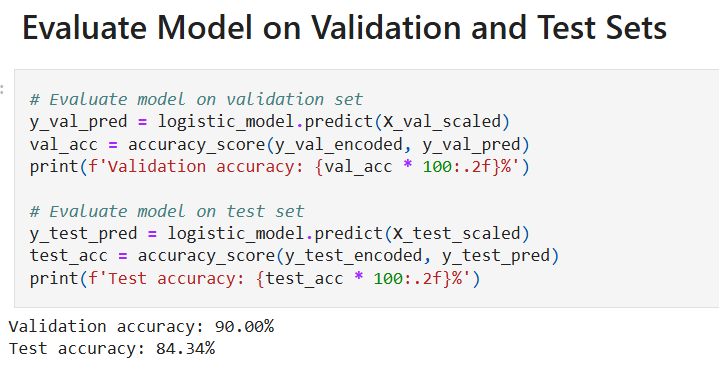 Evaluate Model on Validation and Test Sets
:
# Evaluate model on validation set
y_val_pred = logistic_model.predict(X_val_scaled)
val_acc = accuracy_score(y_val_encoded, y_val_pred)
print(f'Validation accuracy: {val_acc * 100:.2f}%')
# Evaluate model on test set
y_test_pred = logistic_model.predict(X_test_scaled)
test_acc = accuracy_score(y_test_encoded, y_test_pred)
print(f'Test accuracy: {test_acc * 100:.2f}%')
Validation accuracy: 90.00%
Test accuracy: 84.34%